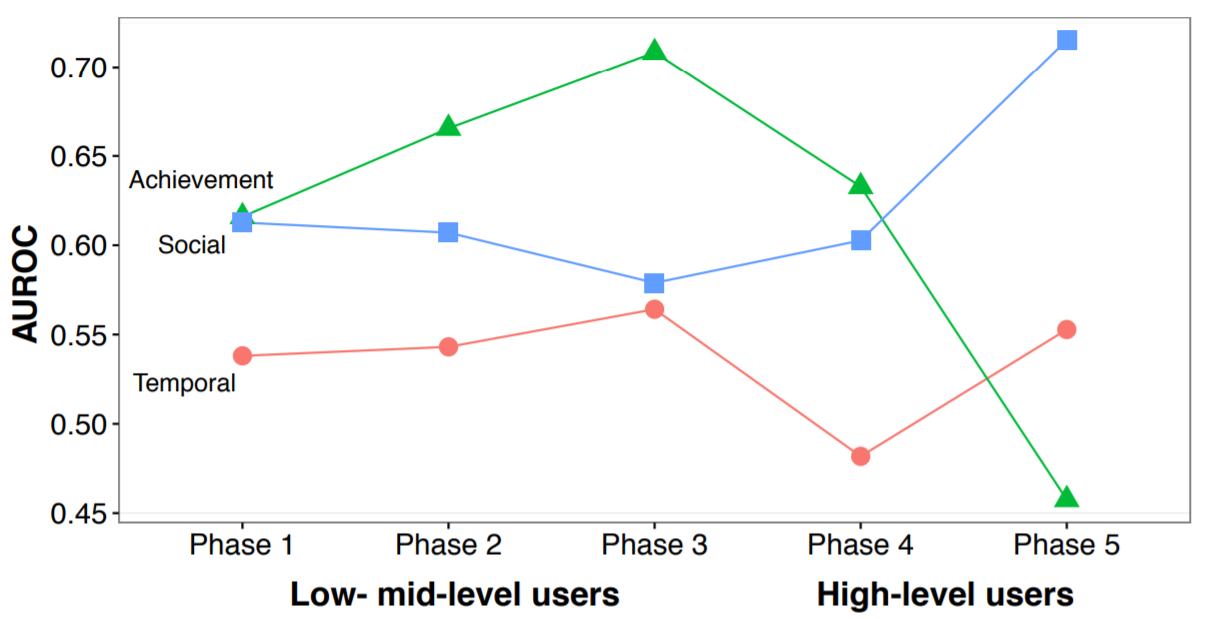 0.70
0.65
Achievement
0.60
Social
AUROC
0.55
Temporal
0.50
0.45
Phase 1 Phase 2 Phase 3 Phase 4 Phase 5
Low- mid-level users High-level users